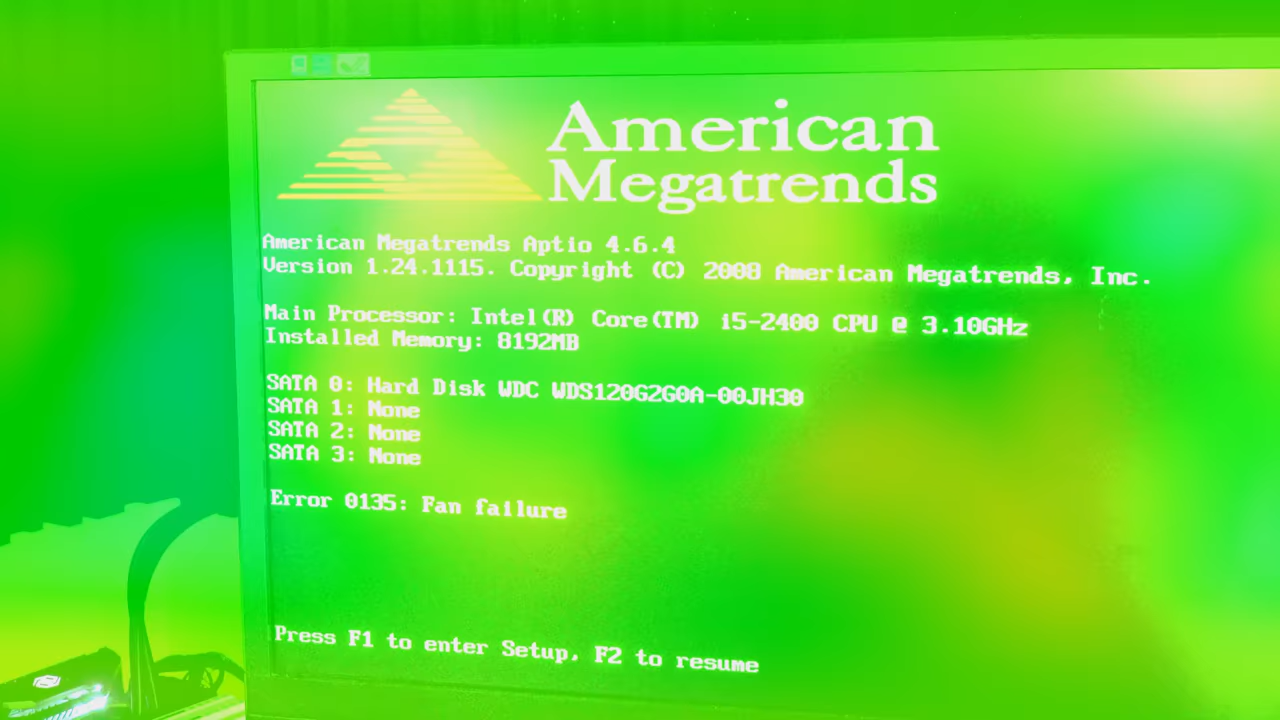 American
Megatrends
American Megatrends Aptio 4.6.4
Version 1.24.1115. Copyright (C) 2008 American Megatrends, Inc.
Main Processor: Intel(R) Core(TM) i5-2400 CPU @ 3.10GHz
Installed Memory: 8192MB
SATA 0: Hard Disk WDC WDS120G2G0A-00JH30
SATA 1: None
SATA 2: None
SATA 3: None
Error 0135: Fan failure
Press F1 to enter Setup, F2 to resume